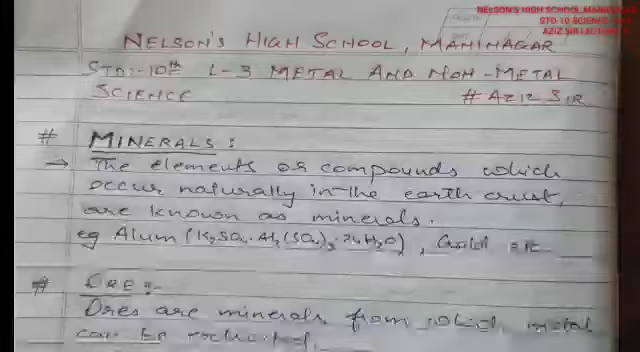 NELSON'S HIGH SCHOOL, MANINAGAR
STD 10 SCIENCE
AZIZ SIR LECTURE
NELSON'S HIGH SCHOOL, MANINAGAR
STD:-10th L-3 METAL AND NON-METAL
SCIENCE # AZIZ SIR
# MINERALS:
→ The elements or compounds which
occur naturally in the earth crust,
are known as minerals.
eg Alum (K2SO4.Al2(SO4)3.24H2O), Gold etc
# ORE:-
Ores are minerals from which metal
can be